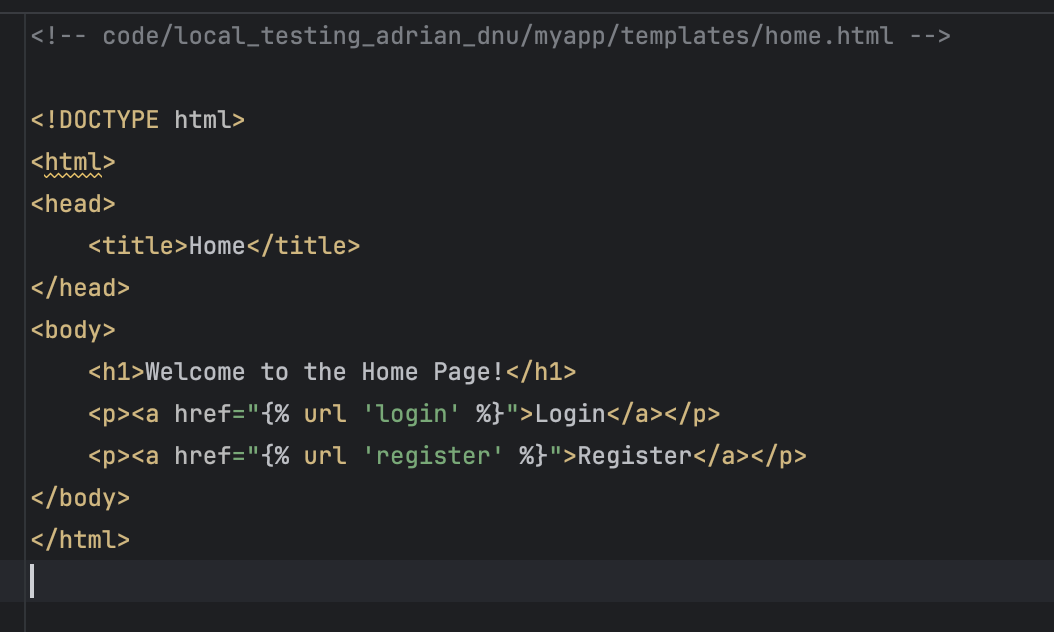 <!-- code/local_testing_adrian_dnu/myapp/templates/home.html -->
<!DOCTYPE html>
<html>
<head>
    <title>Home</title>
</head>
<body>
    <h1>Welcome to the Home Page!</h1>
    <p><a href="{% url 'login' %}">Login</a></p>
    <p><a href="{% url 'register' %}">Register</a></p>
</body>
</html>